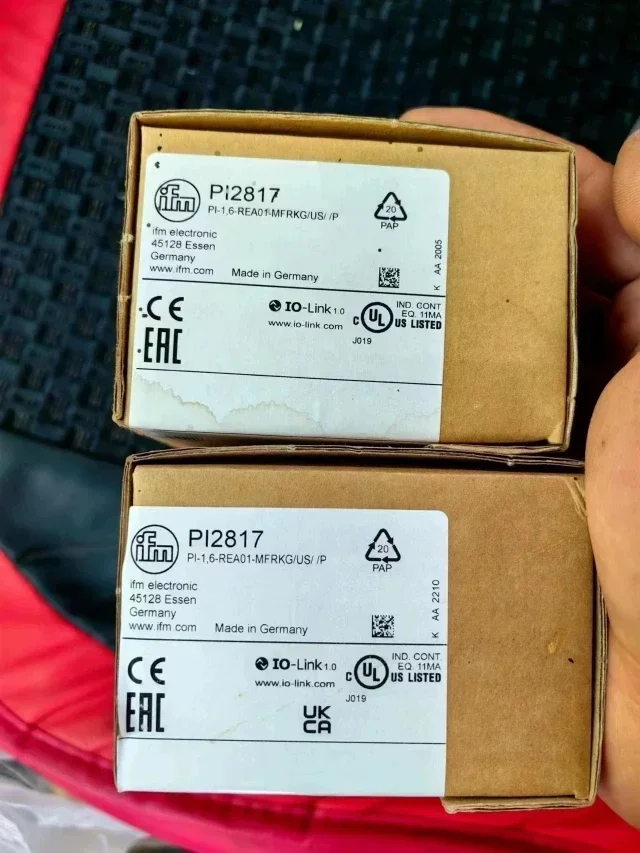 ifm
PI2817
PI-1,6-REA01-MFRKG/US/ /P
ifm electronic
45128 Essen
Germany
www.ifm.com Made in Germany
20
PAP
K AA 2005
CE
EAC
IO-Link 1.0
www.io-link.com
C UL US LISTED
IND. CONT.
EQ. 11MA
J019
ifm
PI2817
PI-1,6-REA01-MFRKG/US/ /P
ifm electronic
45128 Essen
Germany
www.ifm.com Made in Germany
20
PAP
K AA 2210
CE
EAC
IO-Link 1.0
www.io-link.com
UK
CA
C UL US LISTED
IND. CONT.
EQ. 11MA
J019